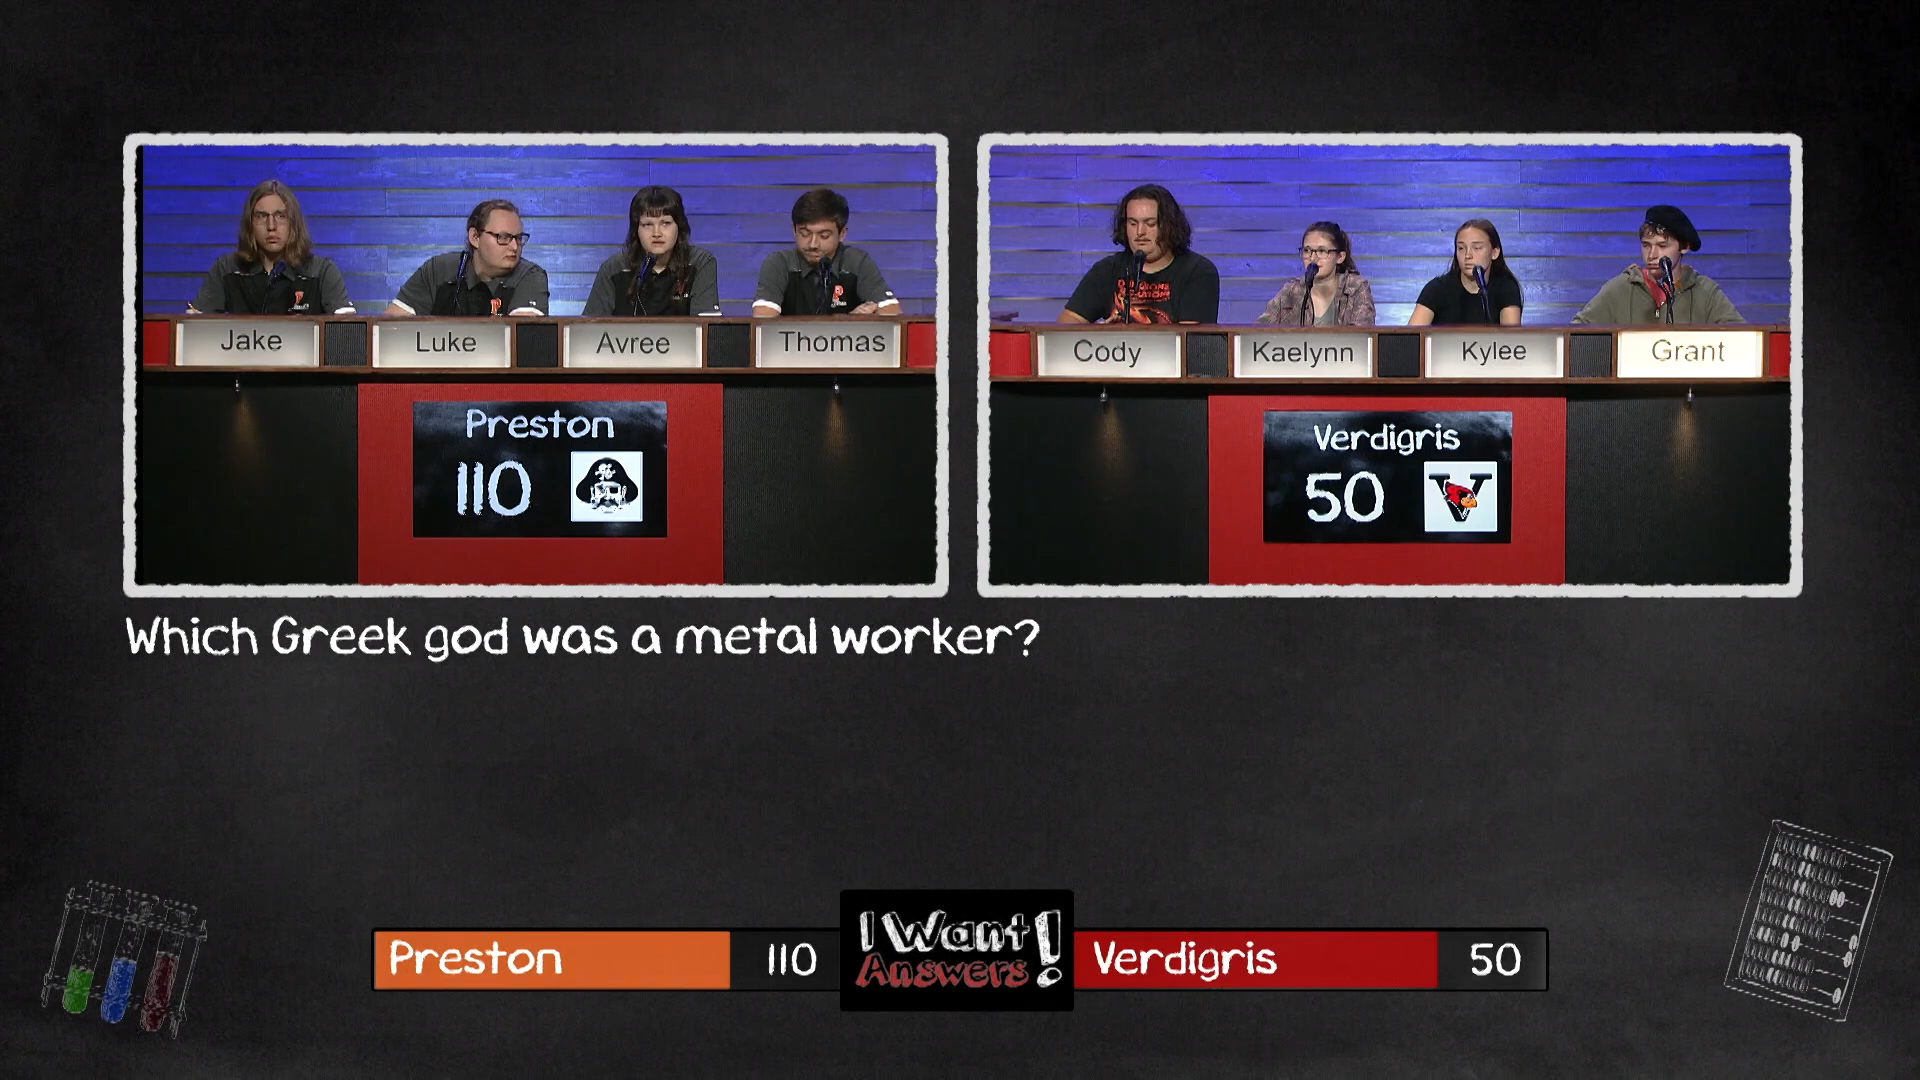 Jake
Luke
Avree
Thomas
Cody
Kaelynn
Kylee
Grant
Preston
110
Verdigris
50
Which Greek god was a metal worker?
Preston
110
I Want
Answers!
Verdigris
50